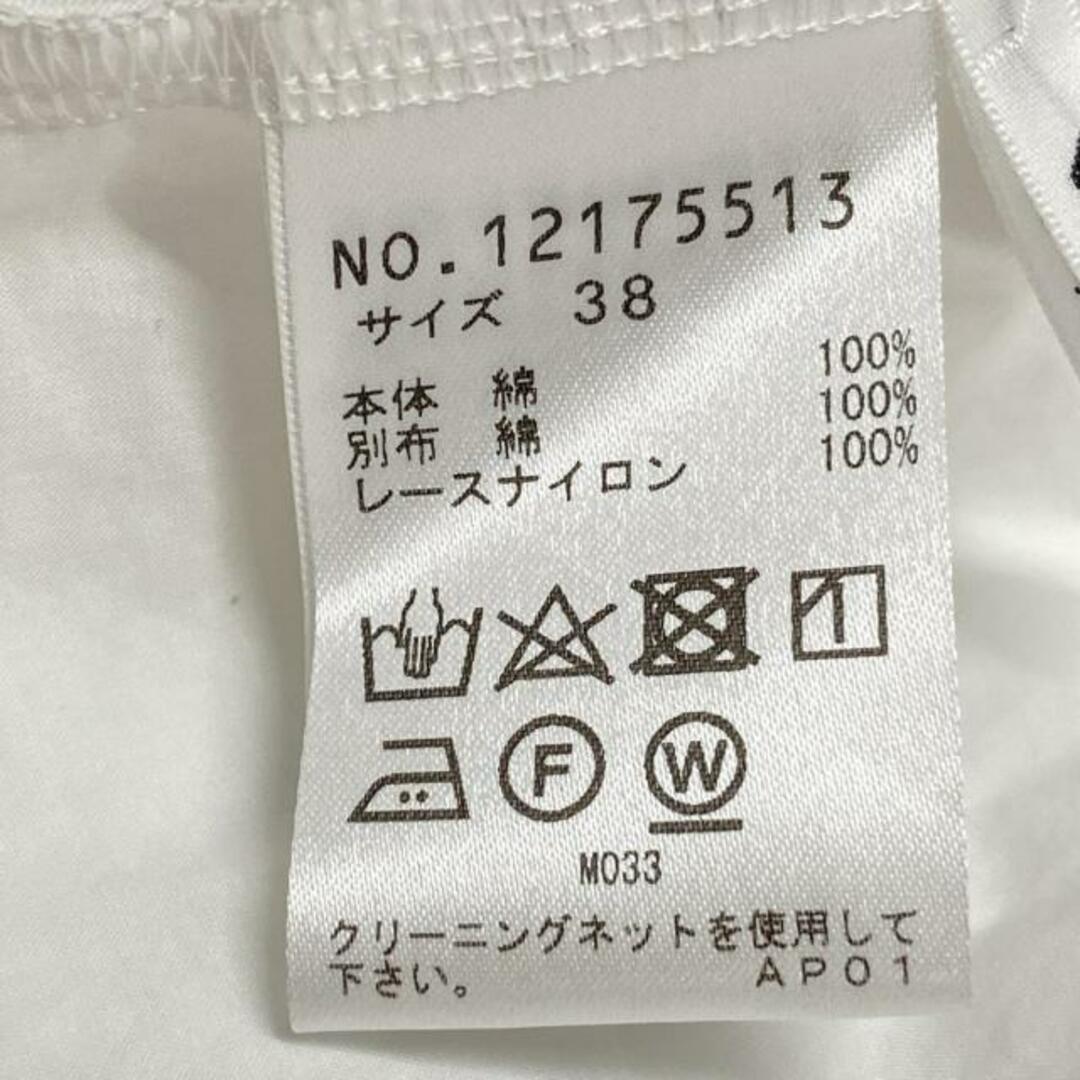 NO.12175513
サイズ 38
本体 綿 100%
別布 綿 100%
レースナイロン 100%
1
F W
M033
クリーニングネットを使用して
下さい。 AP01